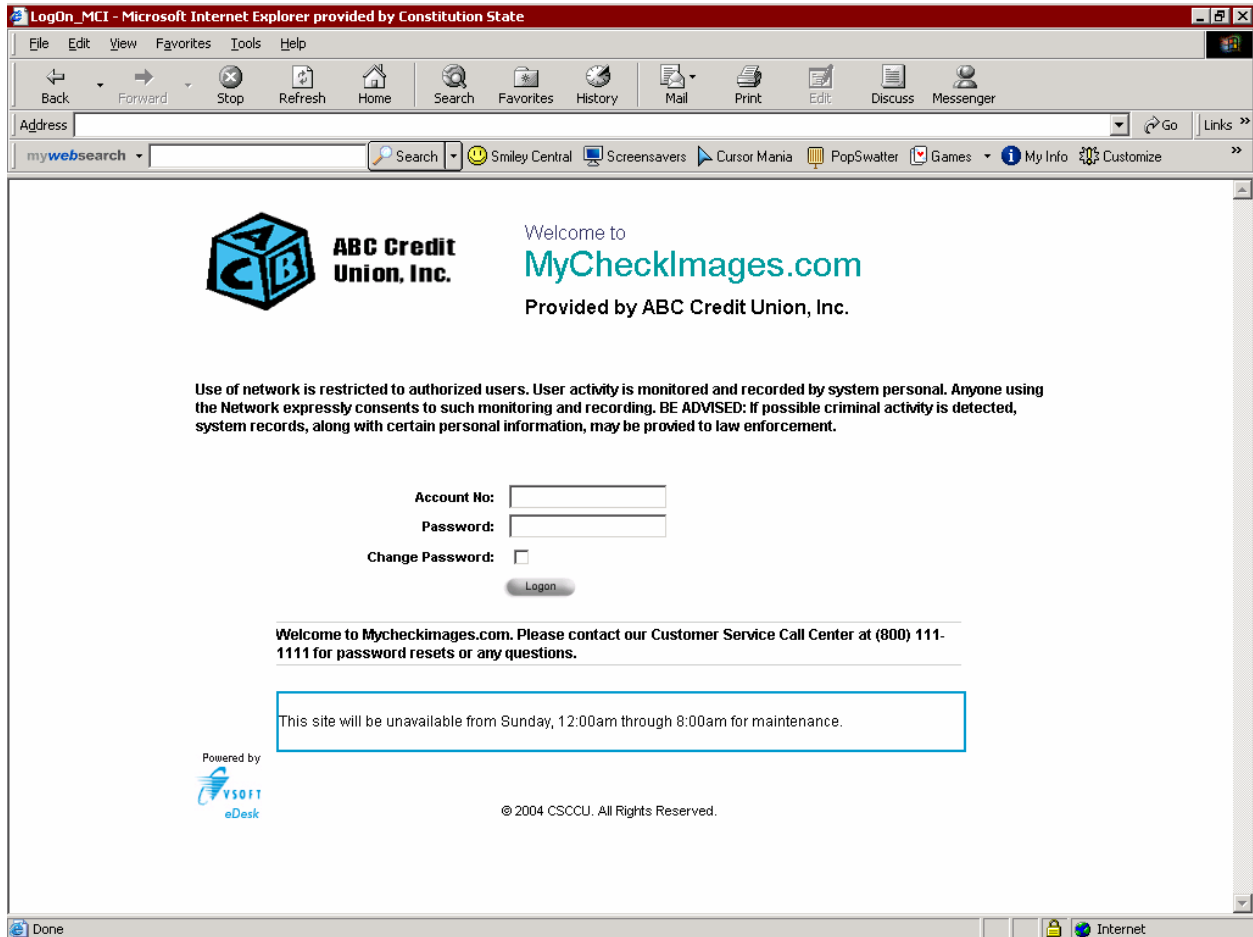 LogOn_MCI - Microsoft Internet Explorer provided by Constitution State
File Edit View Favorites Tools Help
Back Forward Stop Refresh Home Search Favorites History Mail Print Edit Discuss Messenger
Address Go Links »
mywebsearch Search Smiley Central Screensavers Cursor Mania PopSwatter Games My Info Customize »
A C B
ABC Credit
Union, Inc.
Welcome to
MyCheckImages.com
Provided by ABC Credit Union, Inc.
Use of network is restricted to authorized users. User activity is monitored and recorded by system personal. Anyone using
the Network expressly consents to such monitoring and recording. BE ADVISED: If possible criminal activity is detected,
system records, along with certain personal information, may be provied to law enforcement.
Account No:
Password:
Change Password:
Logon
Welcome to Mycheckimages.com. Please contact our Customer Service Call Center at (800) 111-
1111 for password resets or any questions.
This site will be unavailable from Sunday, 12:00am through 8:00am for maintenance.
Powered by
VSOFT
eDesk
© 2004 CSCCU. All Rights Reserved.
Done Internet